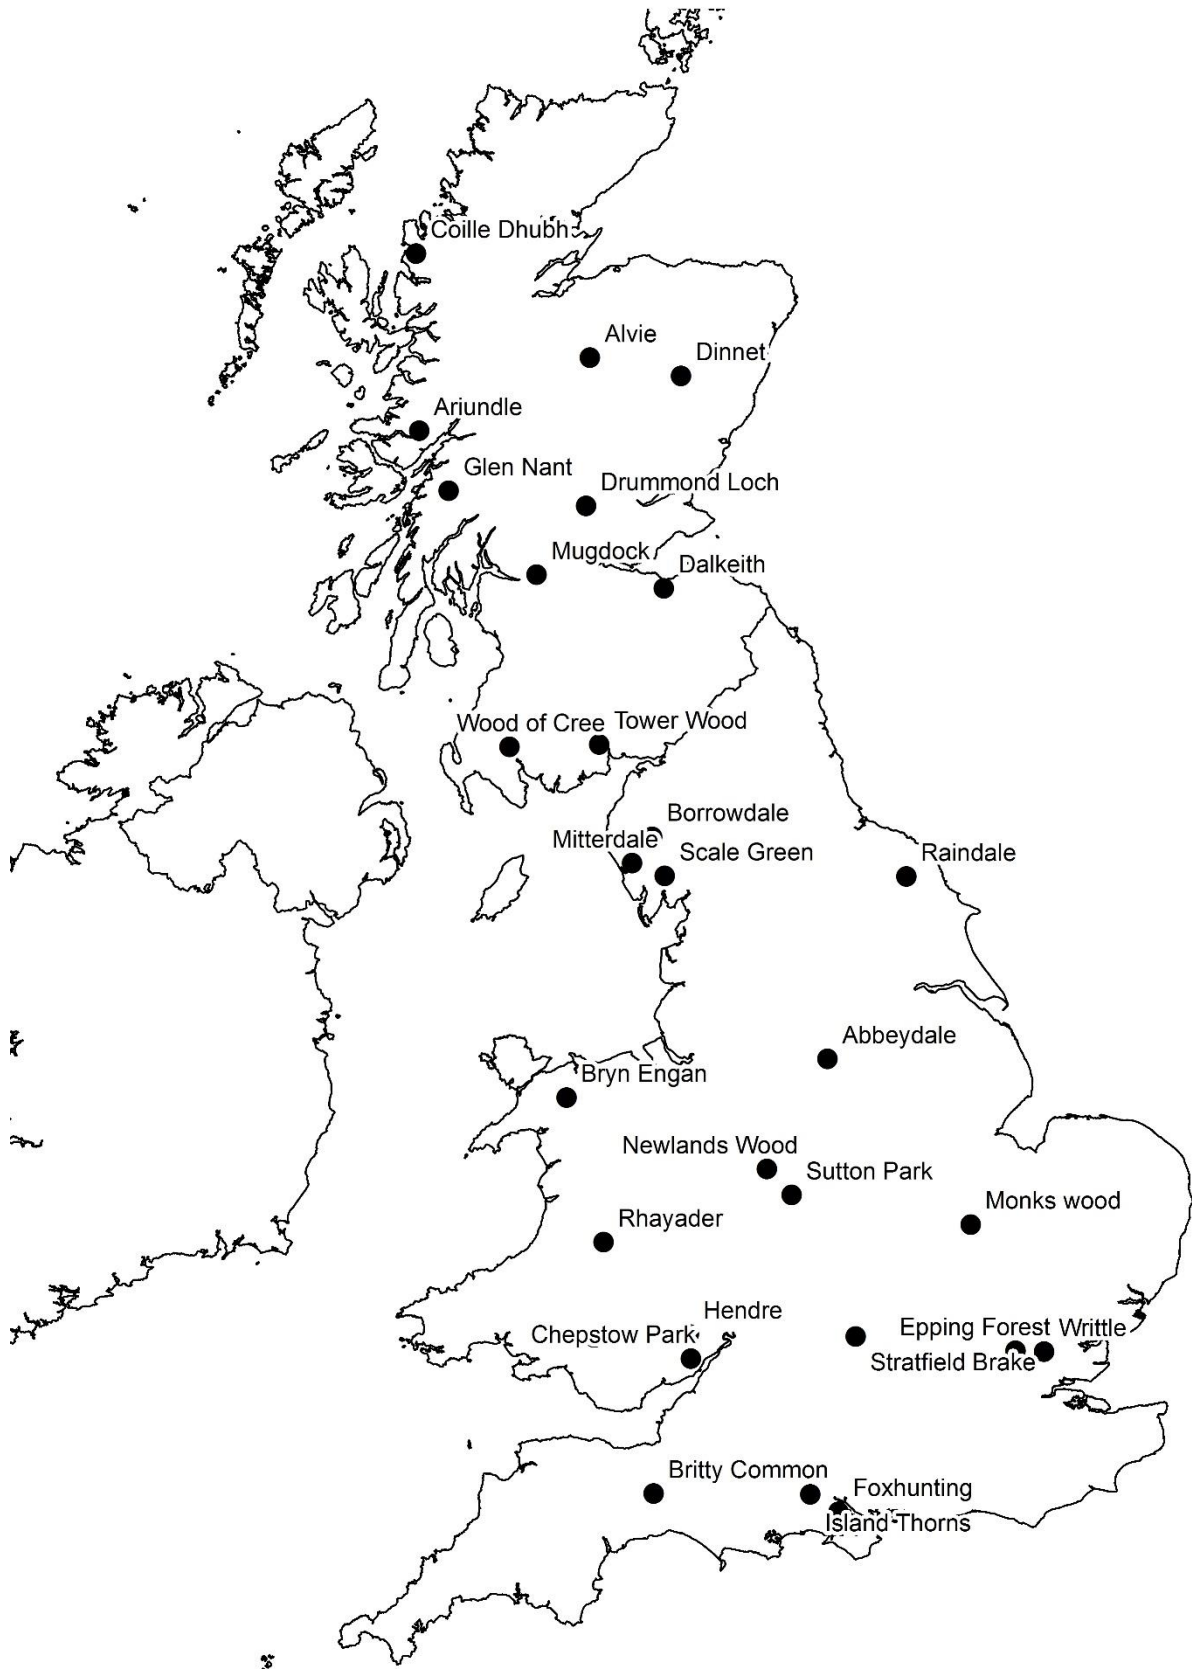 Coille Dhubh
Alvie
Dinnet
Ariundle
Glen Nant
Drummond Loch
Mugdock
Dalkeith
Wood of Cree
Tower Wood
Borrowdale
Mitterdale
Scale Green
Raindale
Abbeydale
Bryn Engan
Newlands Wood
Sutton Park
Monks wood
Rhayader
Hendre
Chepstow Park
Epping Forest
Writtle
Stratfield Brake
Britty Common
Foxhunting
Island Thorns